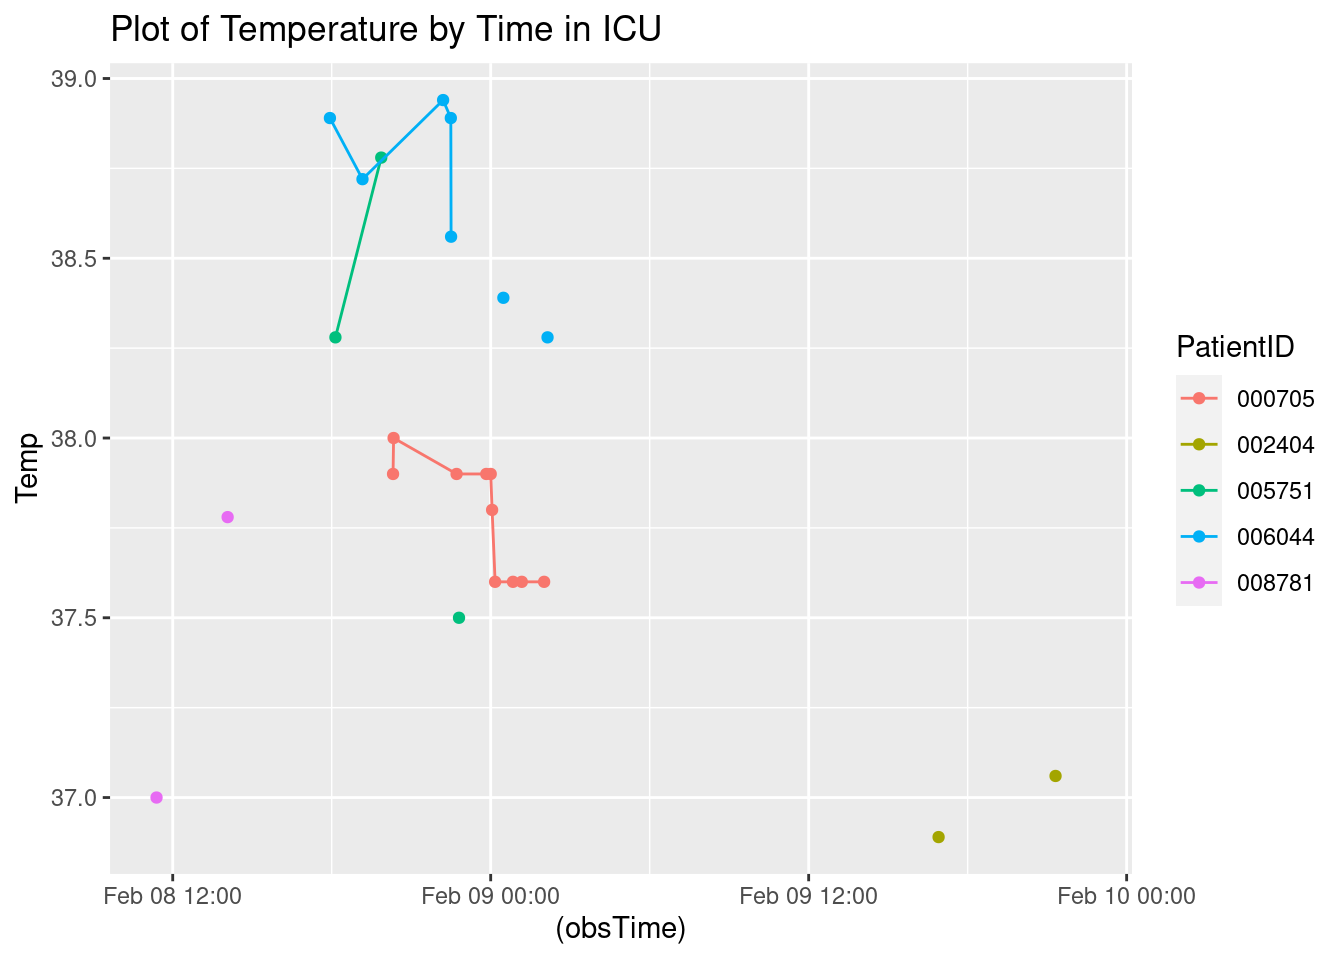 Plot of Temperature by Time in ICU
39.0
38.5
38.0
37.5
37.0
Temp
Feb 08 12:00
Feb 09 00:00
Feb 09 12:00
Feb 10 00:00
(obsTime)
PatientID
000705
002404
005751
006044
008781